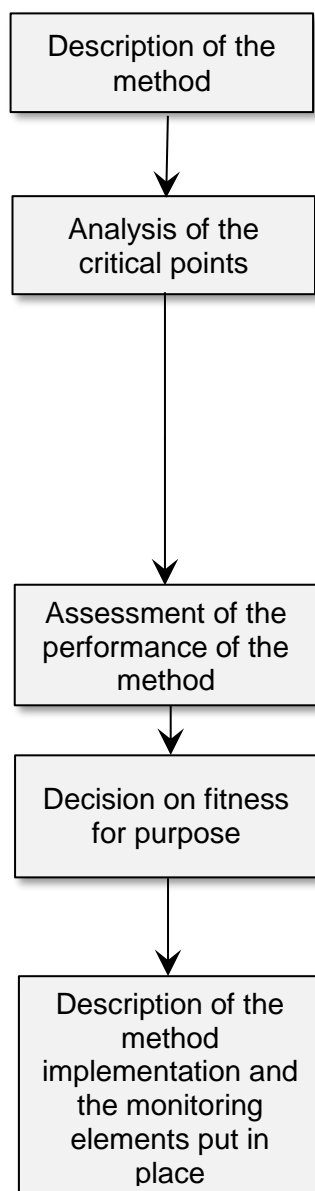 Description of the
method
Analysis of the
critical points
Assessment of the
performance of the
method
Decision on fitness
for purpose
Description of the
method
implementation and
the monitoring
elements put in
place